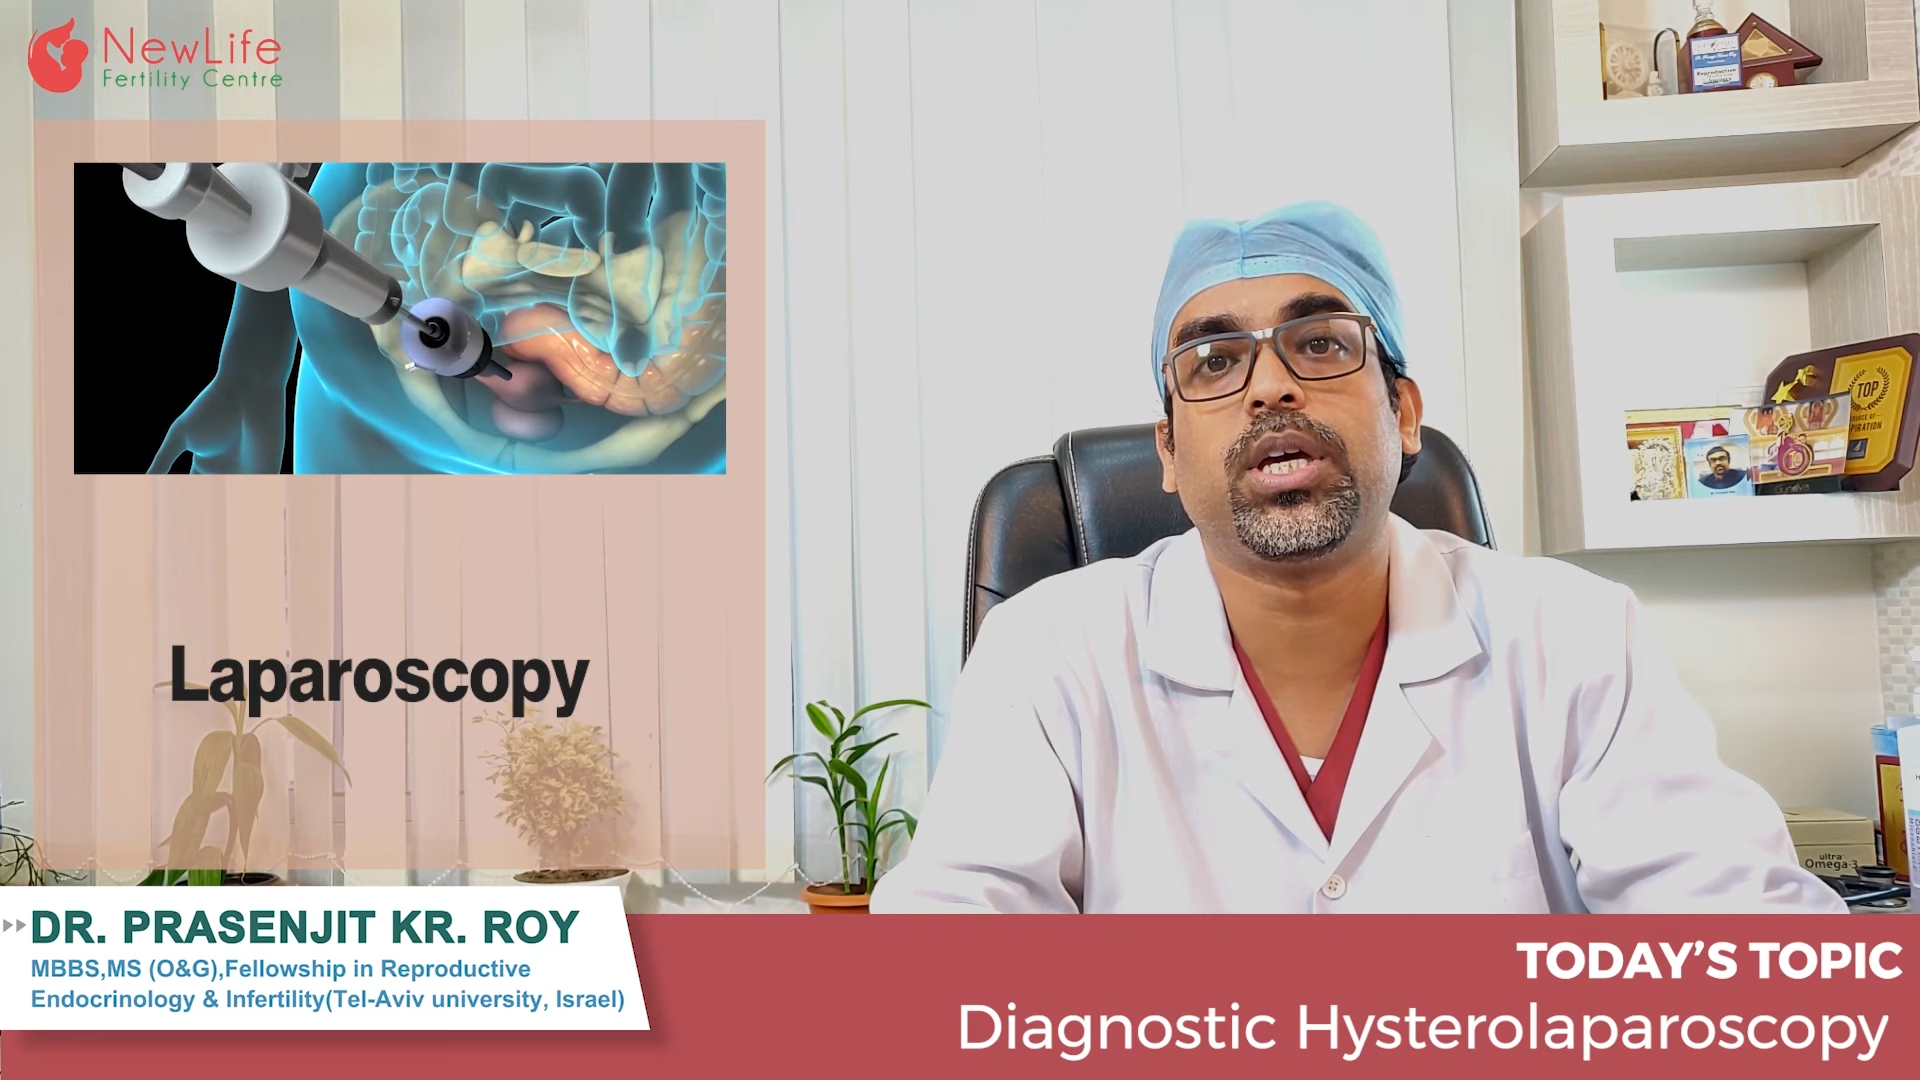 NewLife
Fertility Centre
Laparoscopy
DR. PRASENJIT KR. ROY
MBBS,MS (O&G),Fellowship in Reproductive
Endocrinology & Infertility(Tel-Aviv university, Israel)
TODAY'S TOPIC
Diagnostic Hysterolaparoscopy
TOP
ultra
Omega-3